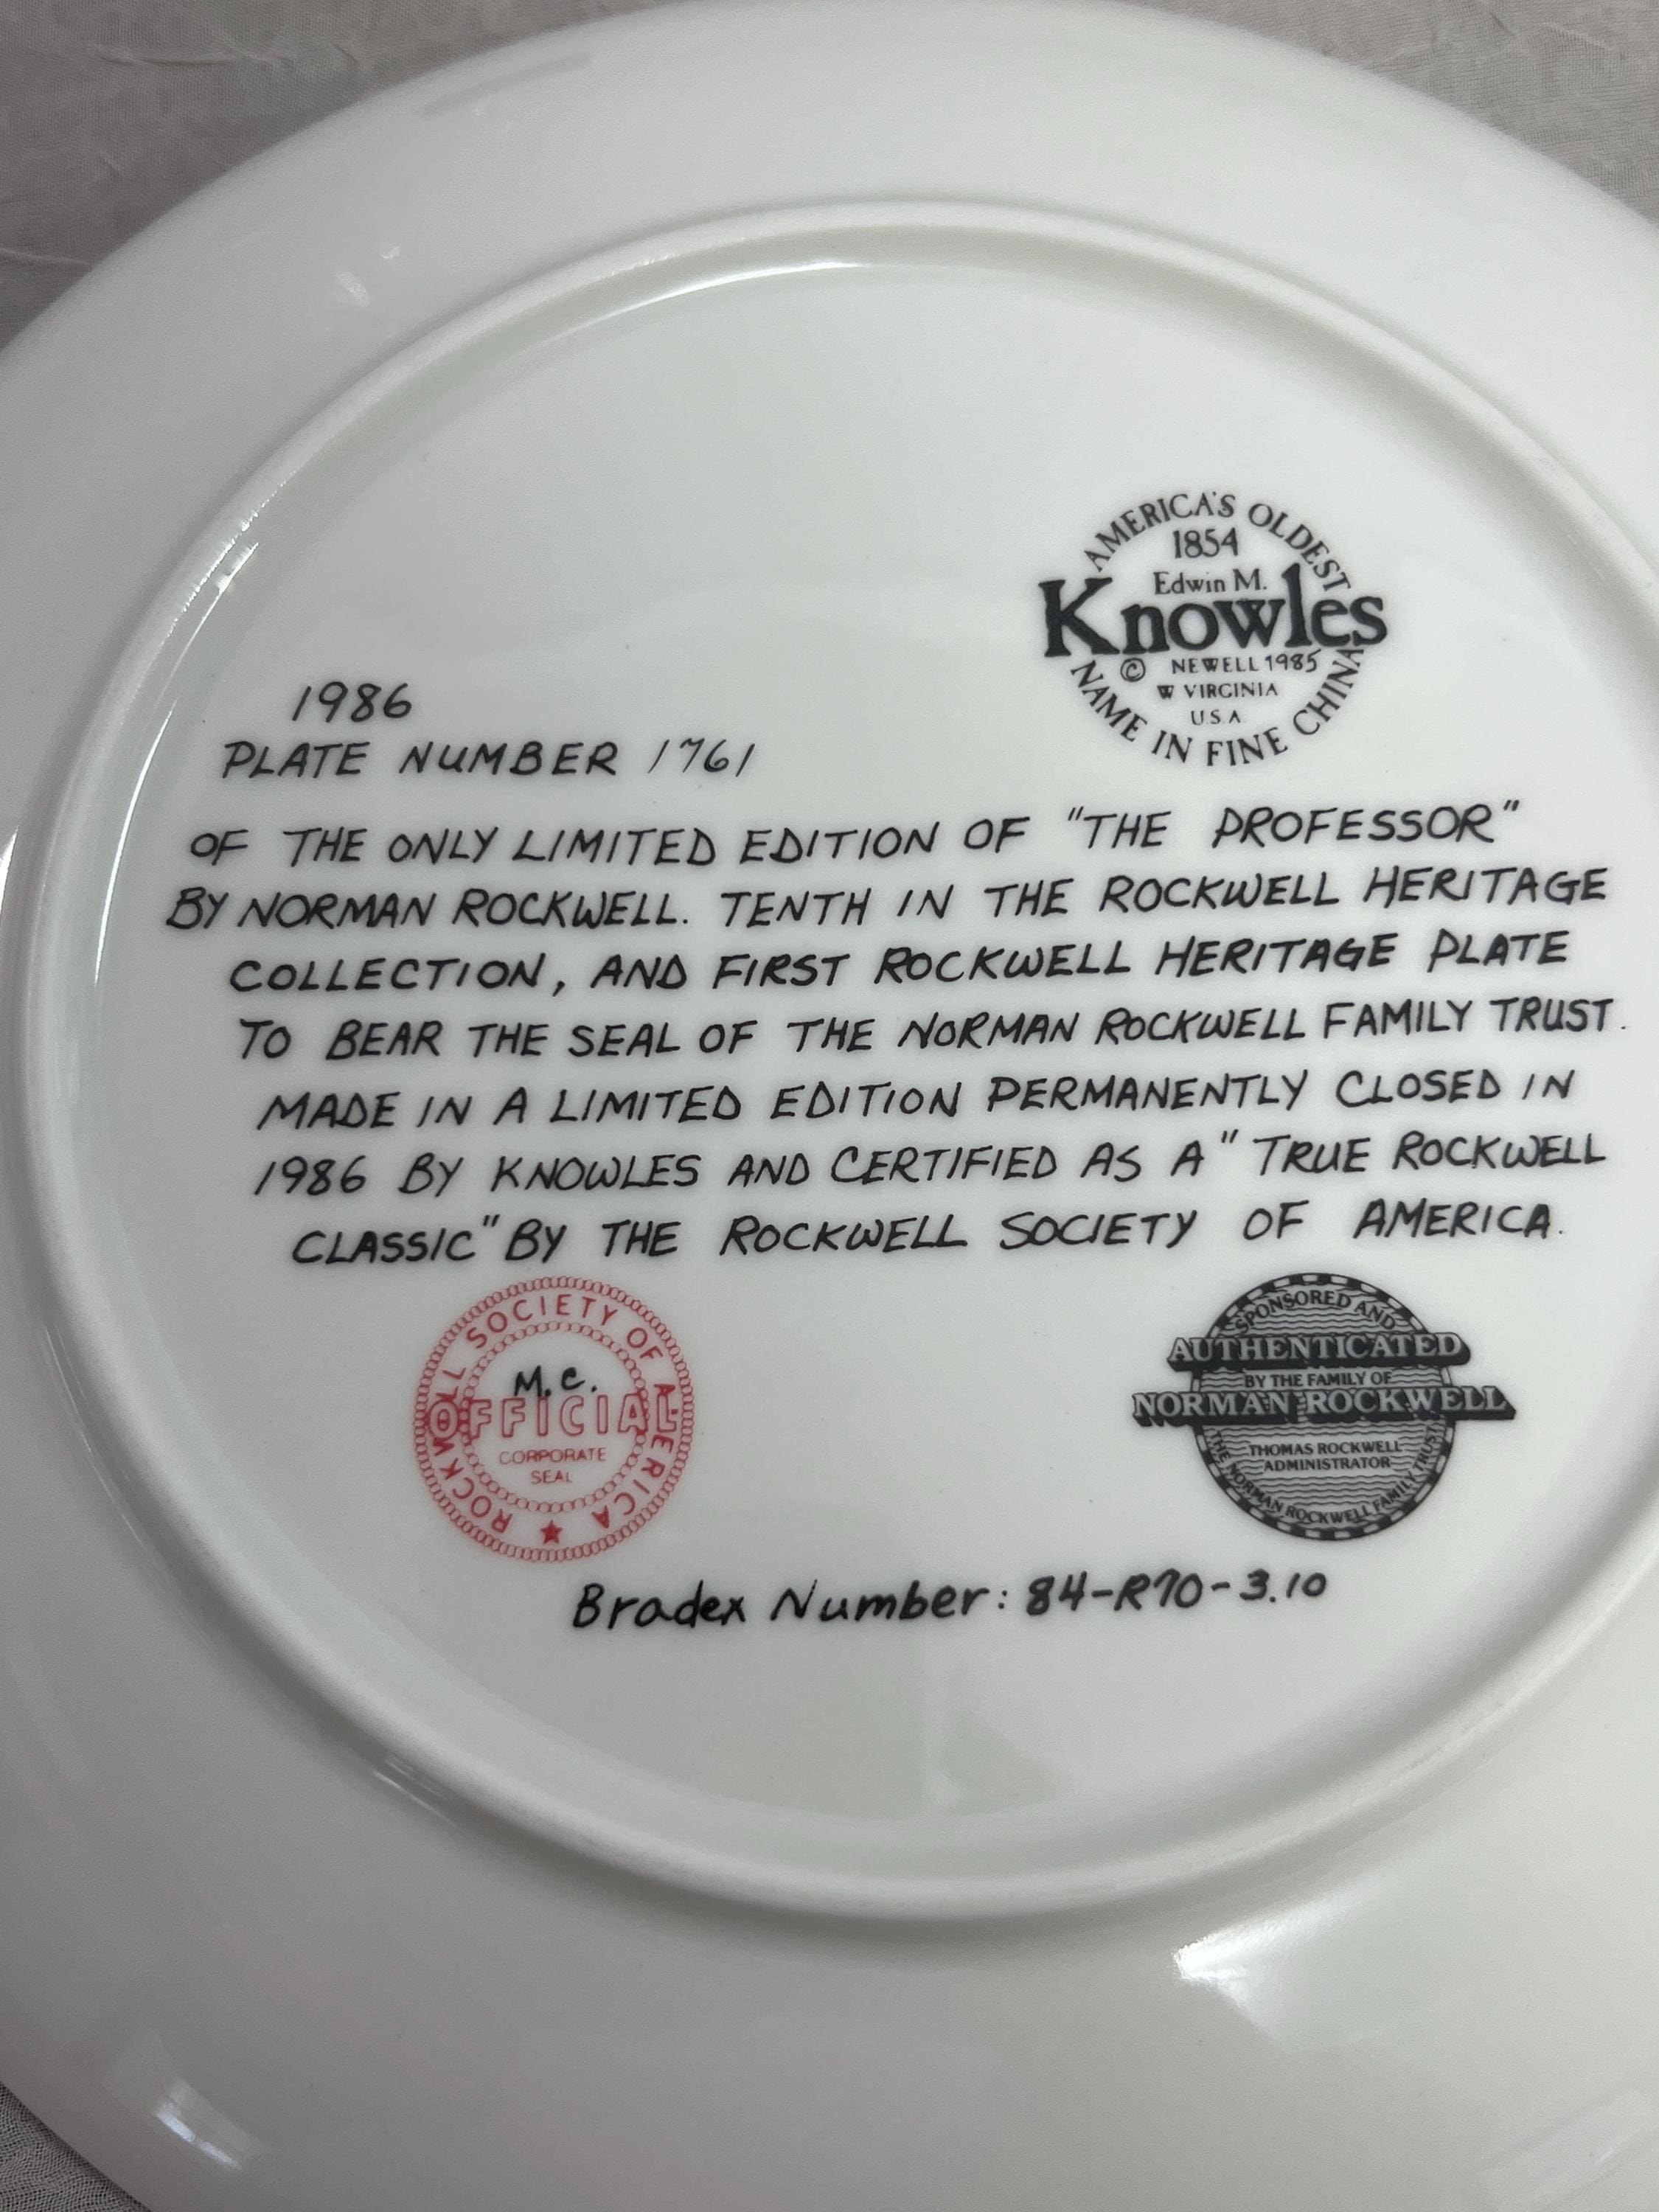 AMERICA'S OLDEST
1854
Edwin M.
Knowles
© NEWELL 1985
W VIRGINIA
U.S.A
NAME IN FINE CHINA
1986
PLATE NUMBER 1761
OF THE ONLY LIMITED EDITION OF "THE PROFESSOR"
BY NORMAN ROCKWELL. TENTH IN THE ROCKWELL HERITAGE
COLLECTION, AND FIRST ROCKWELL HERITAGE PLATE
TO BEAR THE SEAL OF THE NORMAN ROCKWELL FAMILY TRUST.
MADE IN A LIMITED EDITION PERMANENTLY CLOSED IN
1986 BY KNOWLES AND CERTIFIED AS A "TRUE ROCKWELL
CLASSIC" BY THE ROCKWELL SOCIETY OF AMERICA.
ROCKWELL SOCIETY OF AMERICA
M.C.
OFFICIAL
CORPORATE
SEAL
SPONSORED AND
AUTHENTICATED
BY THE FAMILY OF
NORMAN ROCKWELL
THOMAS ROCKWELL
ADMINISTRATOR
THE NORMAN ROCKWELL FAMILY TRUST
Bradex Number: 84-R70-3.10